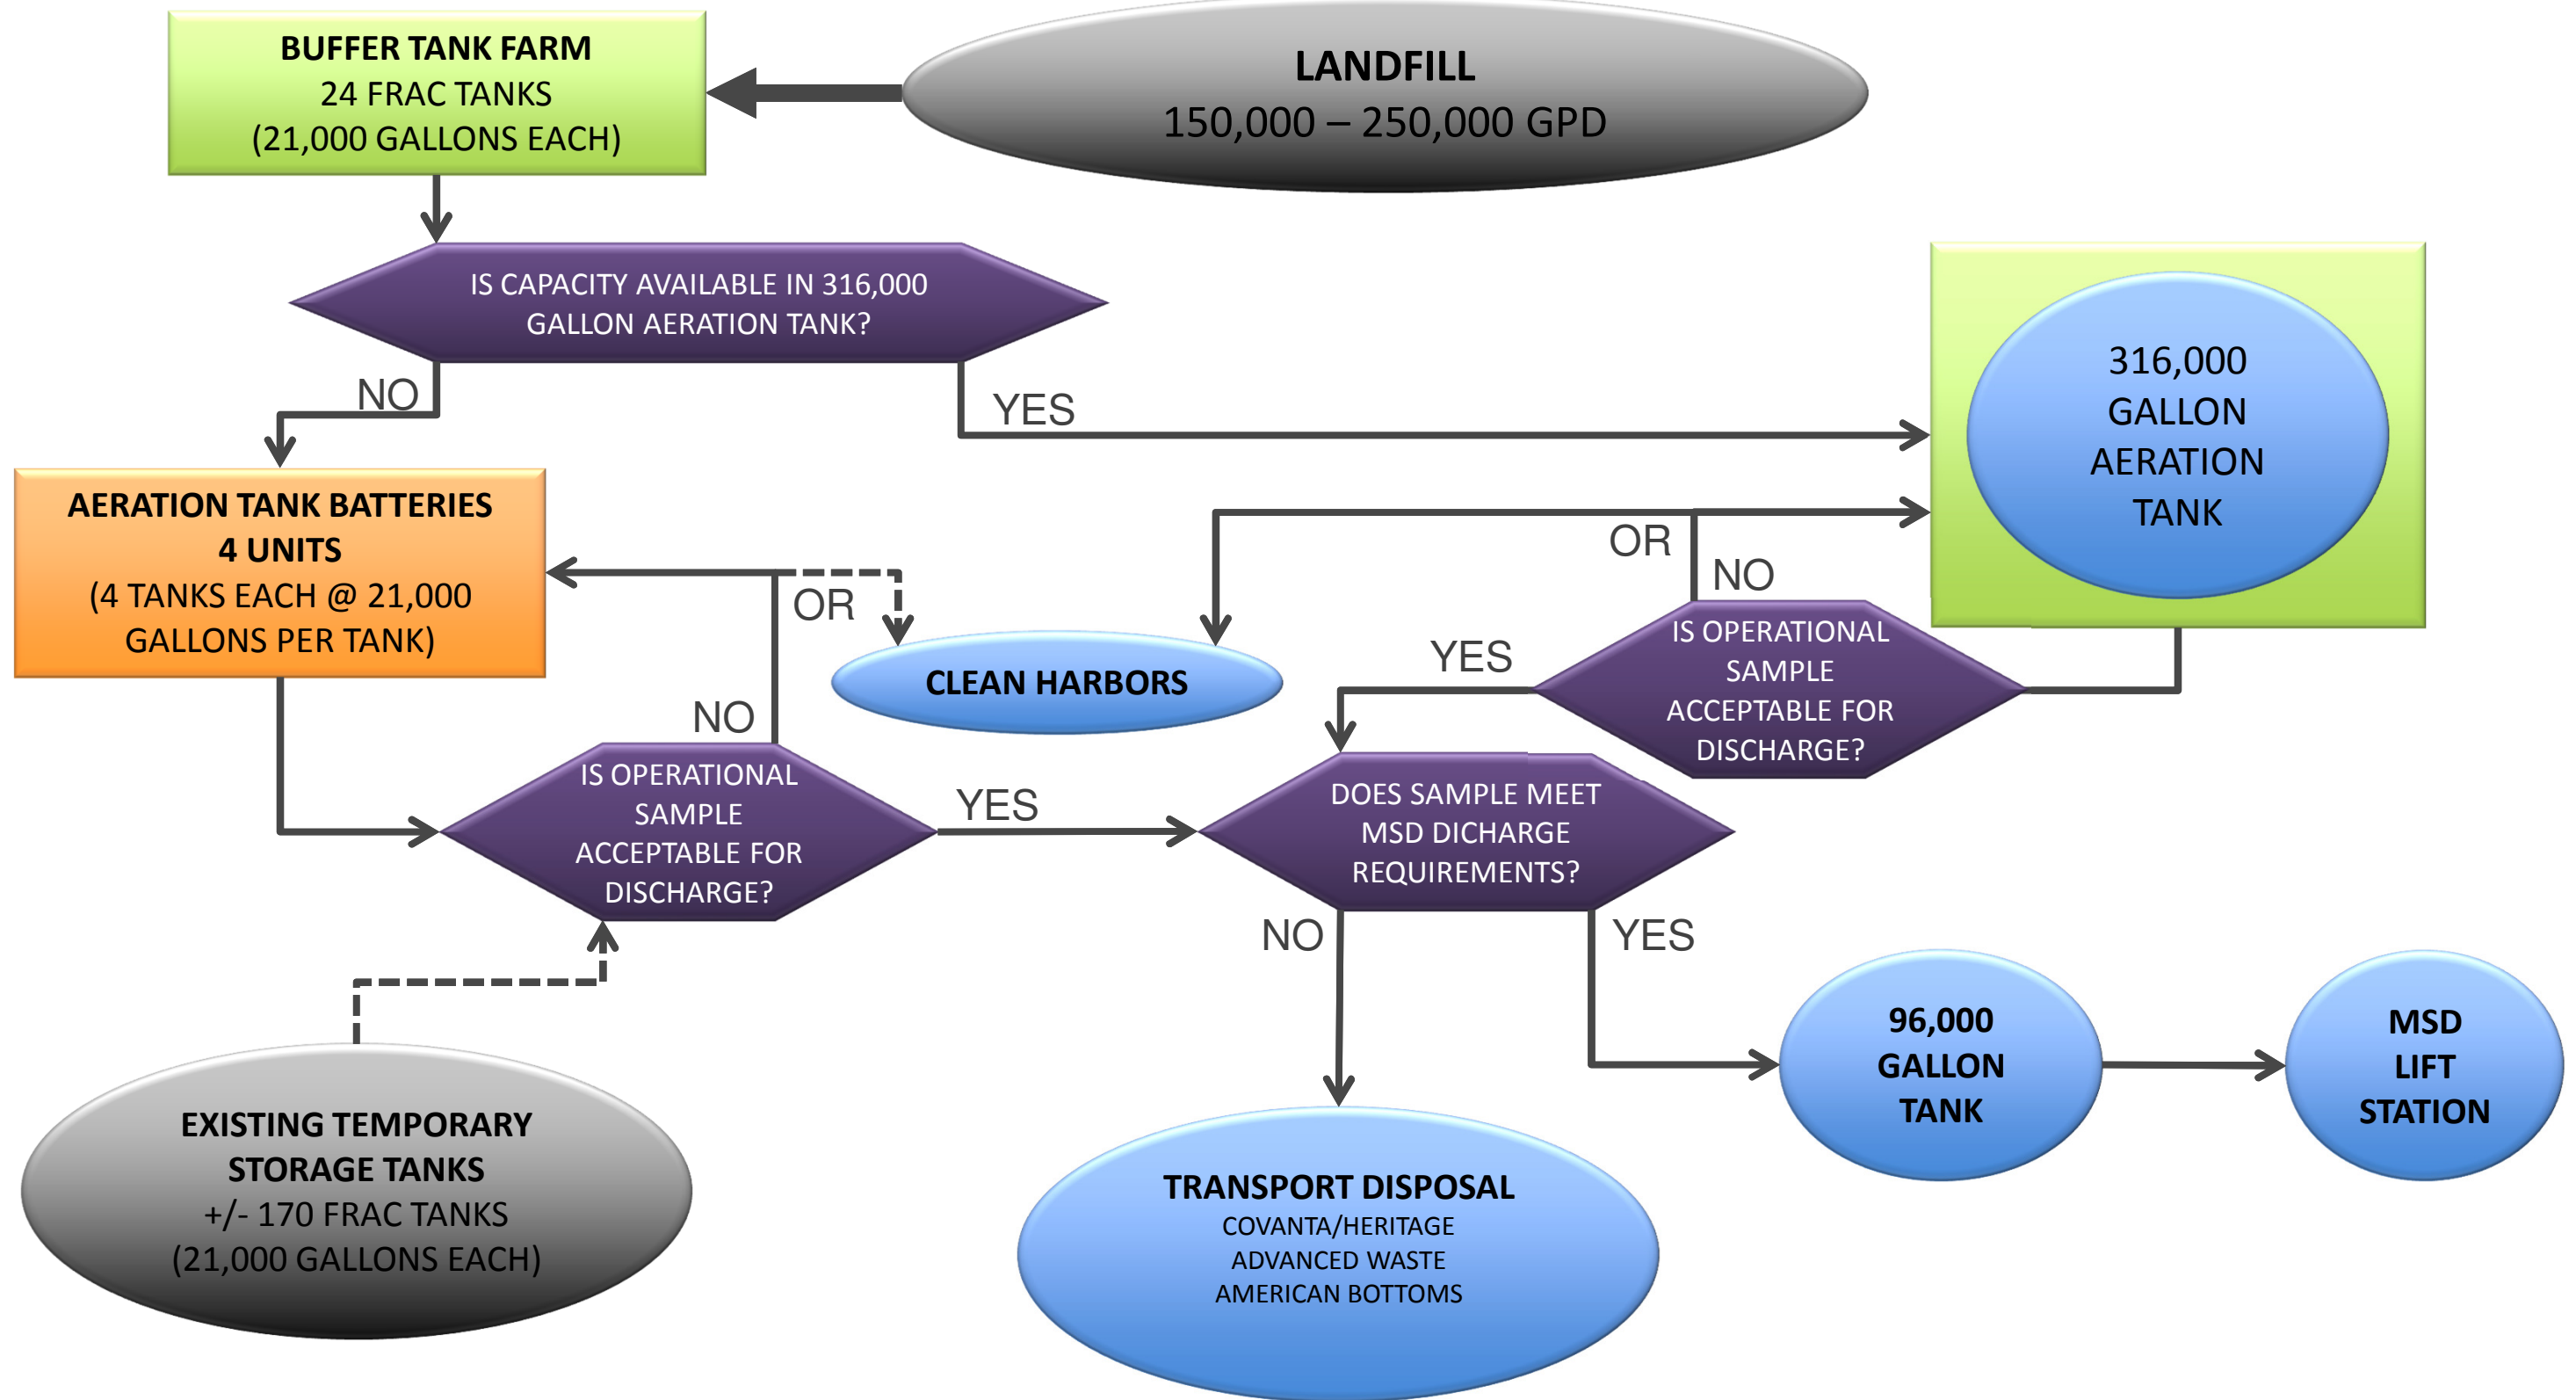 BUFFER TANK FARM
24 FRAC TANKS
(21,000 GALLONS EACH)
LANDFILL
150,000 – 250,000 GPD
IS CAPACITY AVAILABLE IN 316,000
GALLON AERATION TANK?
NO
YES
316,000
GALLON
AERATION
TANK
AERATION TANK BATTERIES
4 UNITS
(4 TANKS EACH @ 21,000
GALLONS PER TANK)
OR
NO
OR
NO
CLEAN HARBORS
YES
IS OPERATIONAL
SAMPLE
ACCEPTABLE FOR
DISCHARGE?
IS OPERATIONAL
SAMPLE
ACCEPTABLE FOR
DISCHARGE?
YES
DOES SAMPLE MEET
MSD DICHARGE
REQUIREMENTS?
NO
YES
EXISTING TEMPORARY
STORAGE TANKS
+/- 170 FRAC TANKS
(21,000 GALLONS EACH)
TRANSPORT DISPOSAL
COVANTA/HERITAGE
ADVANCED WASTE
AMERICAN BOTTOMS
96,000
GALLON
TANK
MSD
LIFT
STATION